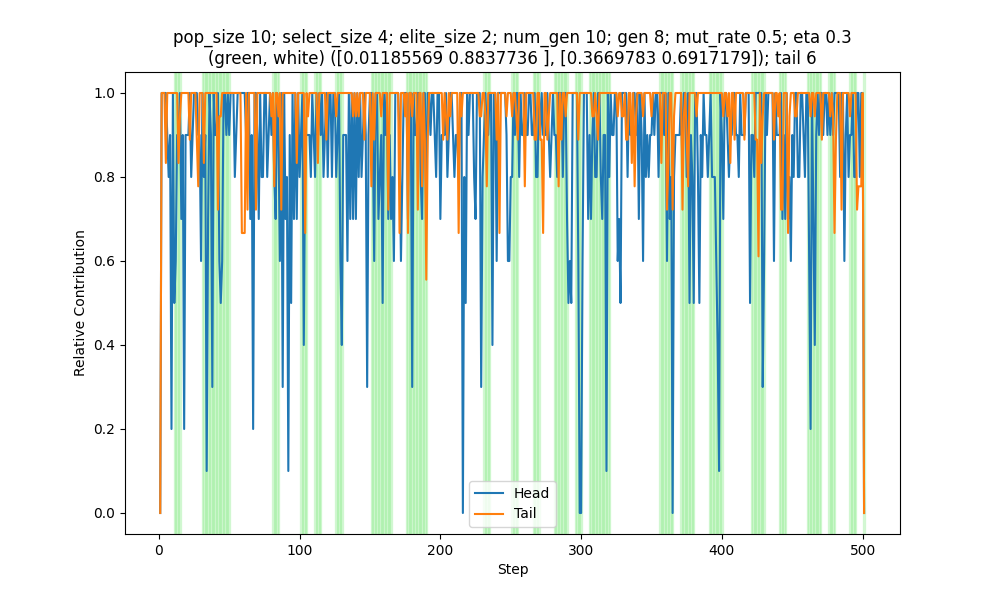 pop_size 10; select_size 4; elite_size 2; num_gen 10; gen 8; mut_rate 0.5; eta 0.3
(green, white) ([0.01185569 0.8837736 ], [0.3669783 0.6917179]); tail 6
1.0
0.8
0.6
0.4
0.2
0.0
Relative Contribution
Head
Tail
0
100
200
300
400
500
Step